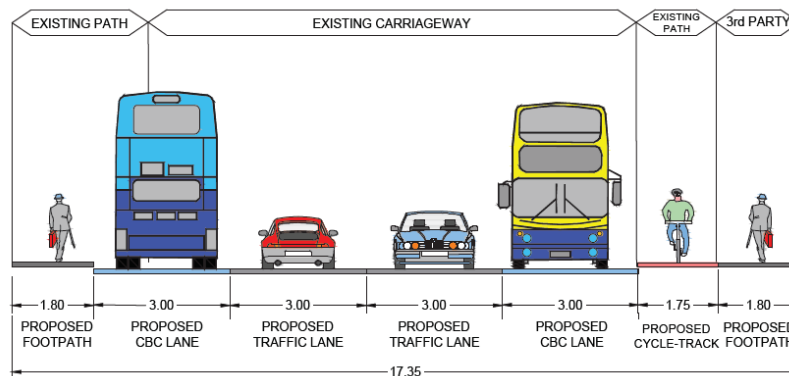 EXISTING PATH
EXISTING CARRIAGEWAY
EXISTING
PATH
3rd PARTY
1.80
3.00
3.00
3.00
3.00
1.75
1.80
PROPOSED
FOOTPATH
PROPOSED
CBC LANE
PROPOSED
TRAFFIC LANE
PROPOSED
TRAFFIC LANE
PROPOSED
CBC LANE
PROPOSED
CYCLE-TRACK
PROPOSED
FOOTPATH
17.35